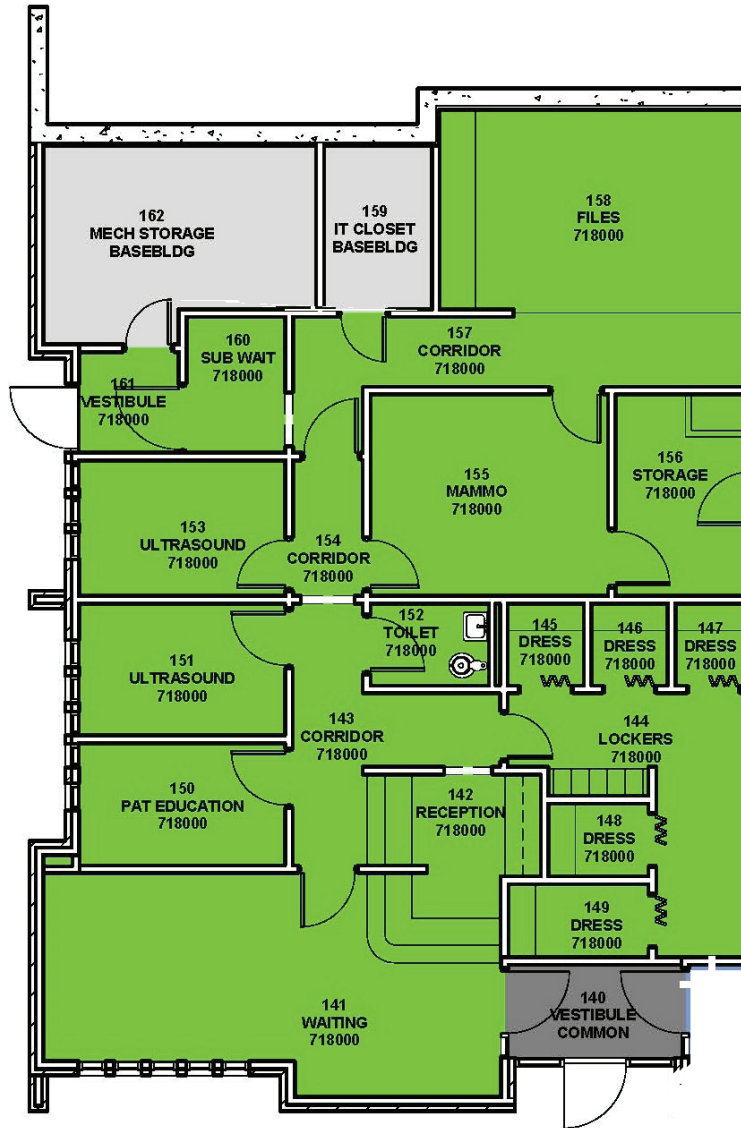 158
FILES
718000
162
MECH STORAGE
BASEBLDG
159
IT CLOSET
BASEBLDG
157
CORRIDOR
718000
160
SUB WAIT
718000
161
VESTIBULE
718000
155
MAMMO
718000
156
STORAGE
718000
153
ULTRASOUND
718000
154
CORRIDOR
718000
152
TOILET
718000
145
DRESS
718000
146
DRESS
718000
147
DRESS
718000
151
ULTRASOUND
718000
143
CORRIDOR
718000
144
LOCKERS
718000
150
PAT EDUCATION
718000
142
RECEPTION
718000
148
DRESS
718000
149
DRESS
718000
141
WAITING
718000
140
VESTIBULE
COMMON